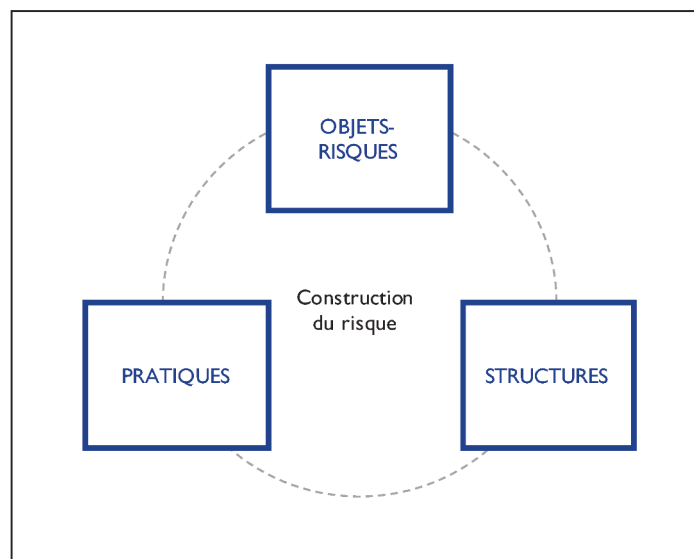 OBJETS-
RISQUES
Construction
du risque
PRATIQUES
STRUCTURES